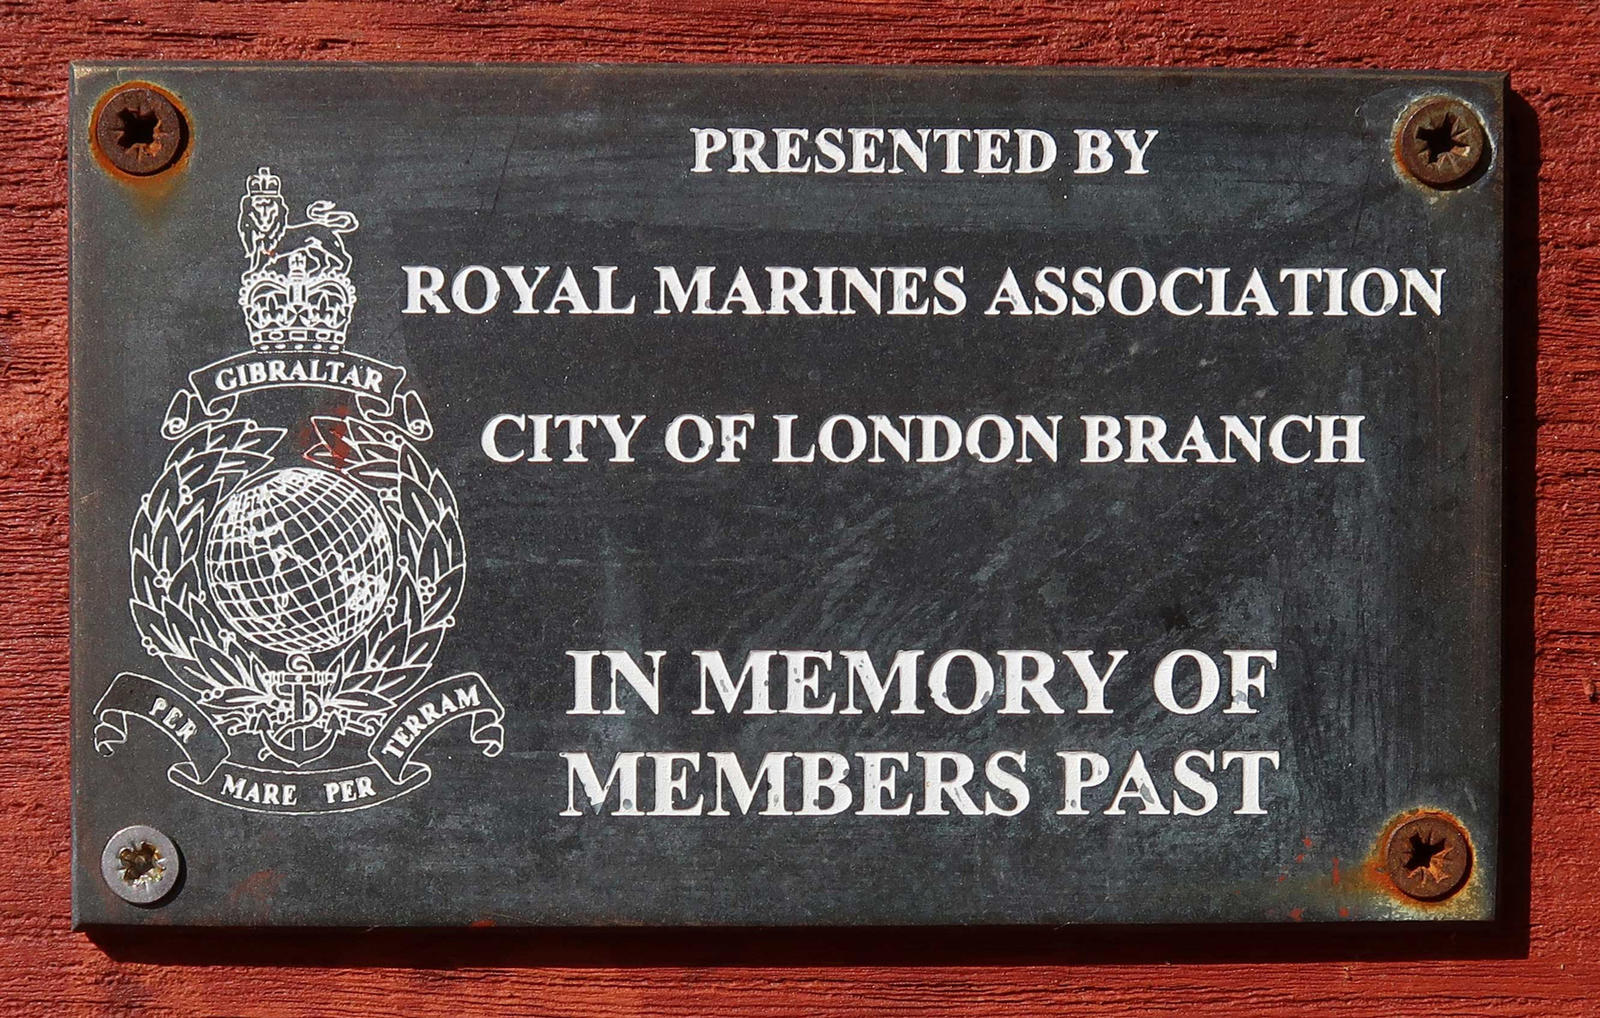 PRESENTED BY
ROYAL MARINES ASSOCIATION
CITY OF LONDON BRANCH
IN MEMORY OF
MEMBERS PAST
GIBRALTAR
PER MARE PER TERRAM